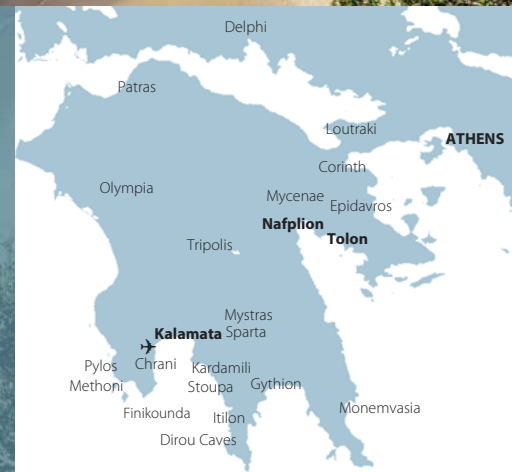 Delphi
Patras
Loutraki
ATHENS
Corinth
Olympia
Mycenae
Epidavros
Nafplion
Tolon
Tripolis
Mystras
Kalamata Sparta
Pylos
Chrani
Kardamili
Methoni
Stoupa
Gythion
Finikounda
Itilon
Monemvasia
Dirou Caves